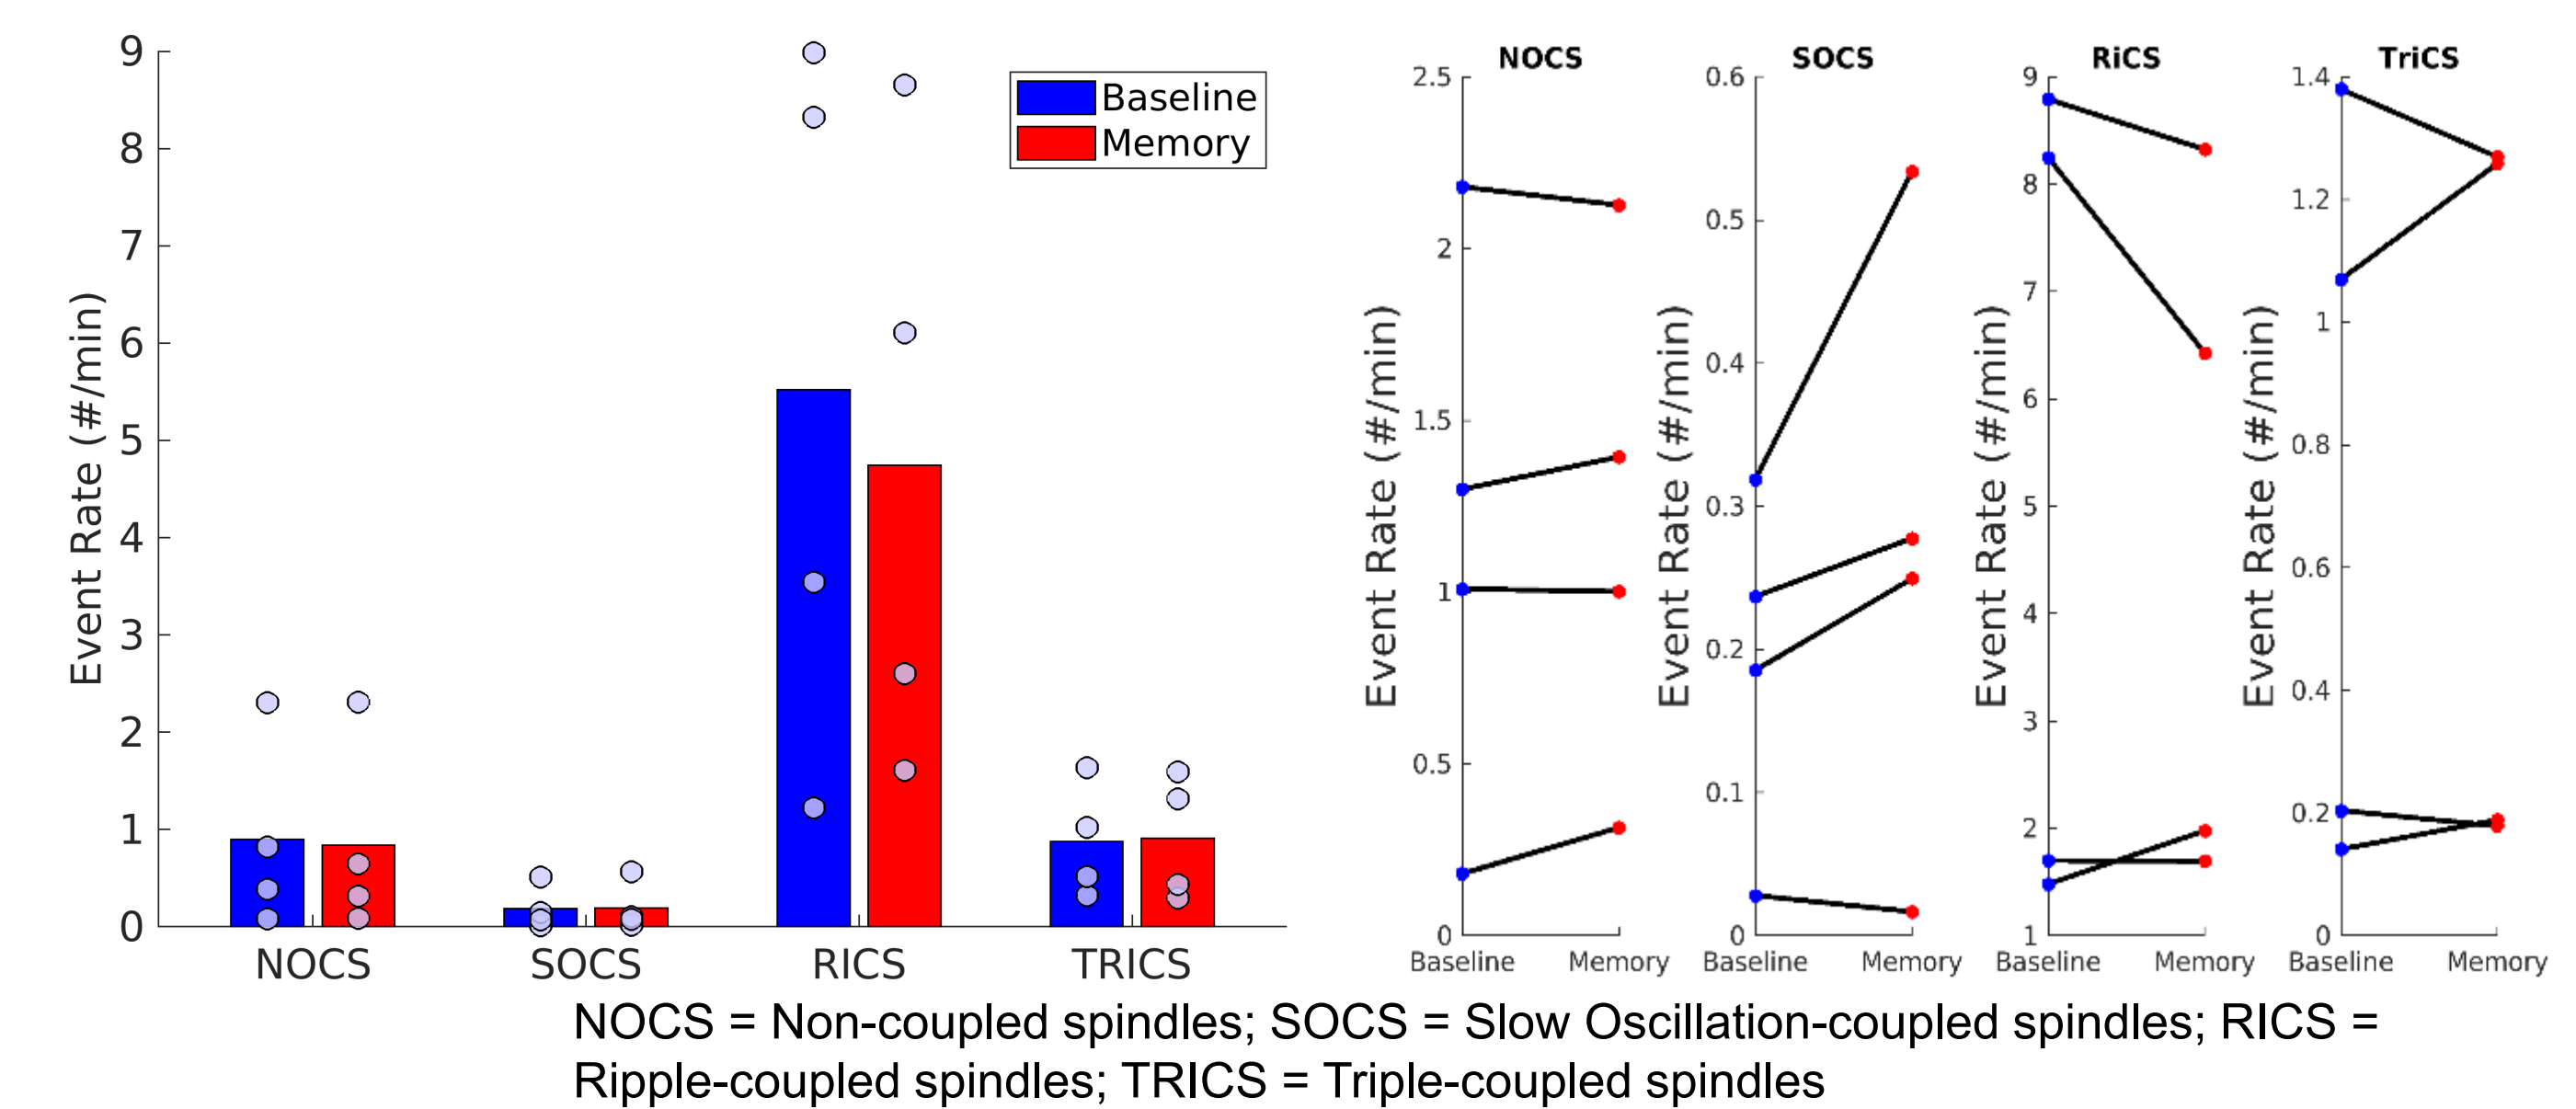 9
8
7
6
5
4
3
2
1
0
Event Rate (#/min)
Baseline
Memory
NOCS
SOCS
RICS
TRICS
NOCS
2.5
2
1.5
1
0.5
0
Event Rate (#/min)
Baseline
Memory
SOCS
0.6
0.5
0.4
0.3
0.2
0.1
0
Event Rate (#/min)
Baseline
Memory
RiCS
9
8
7
6
5
4
3
2
1
Event Rate (#/min)
Baseline
Memory
TriCS
1.4
1.2
1
0.8
0.6
0.4
0.2
0
Event Rate (#/min)
Baseline
Memory
NOCS = Non-coupled spindles; SOCS = Slow Oscillation-coupled spindles; RICS =
Ripple-coupled spindles; TRICS = Triple-coupled spindles